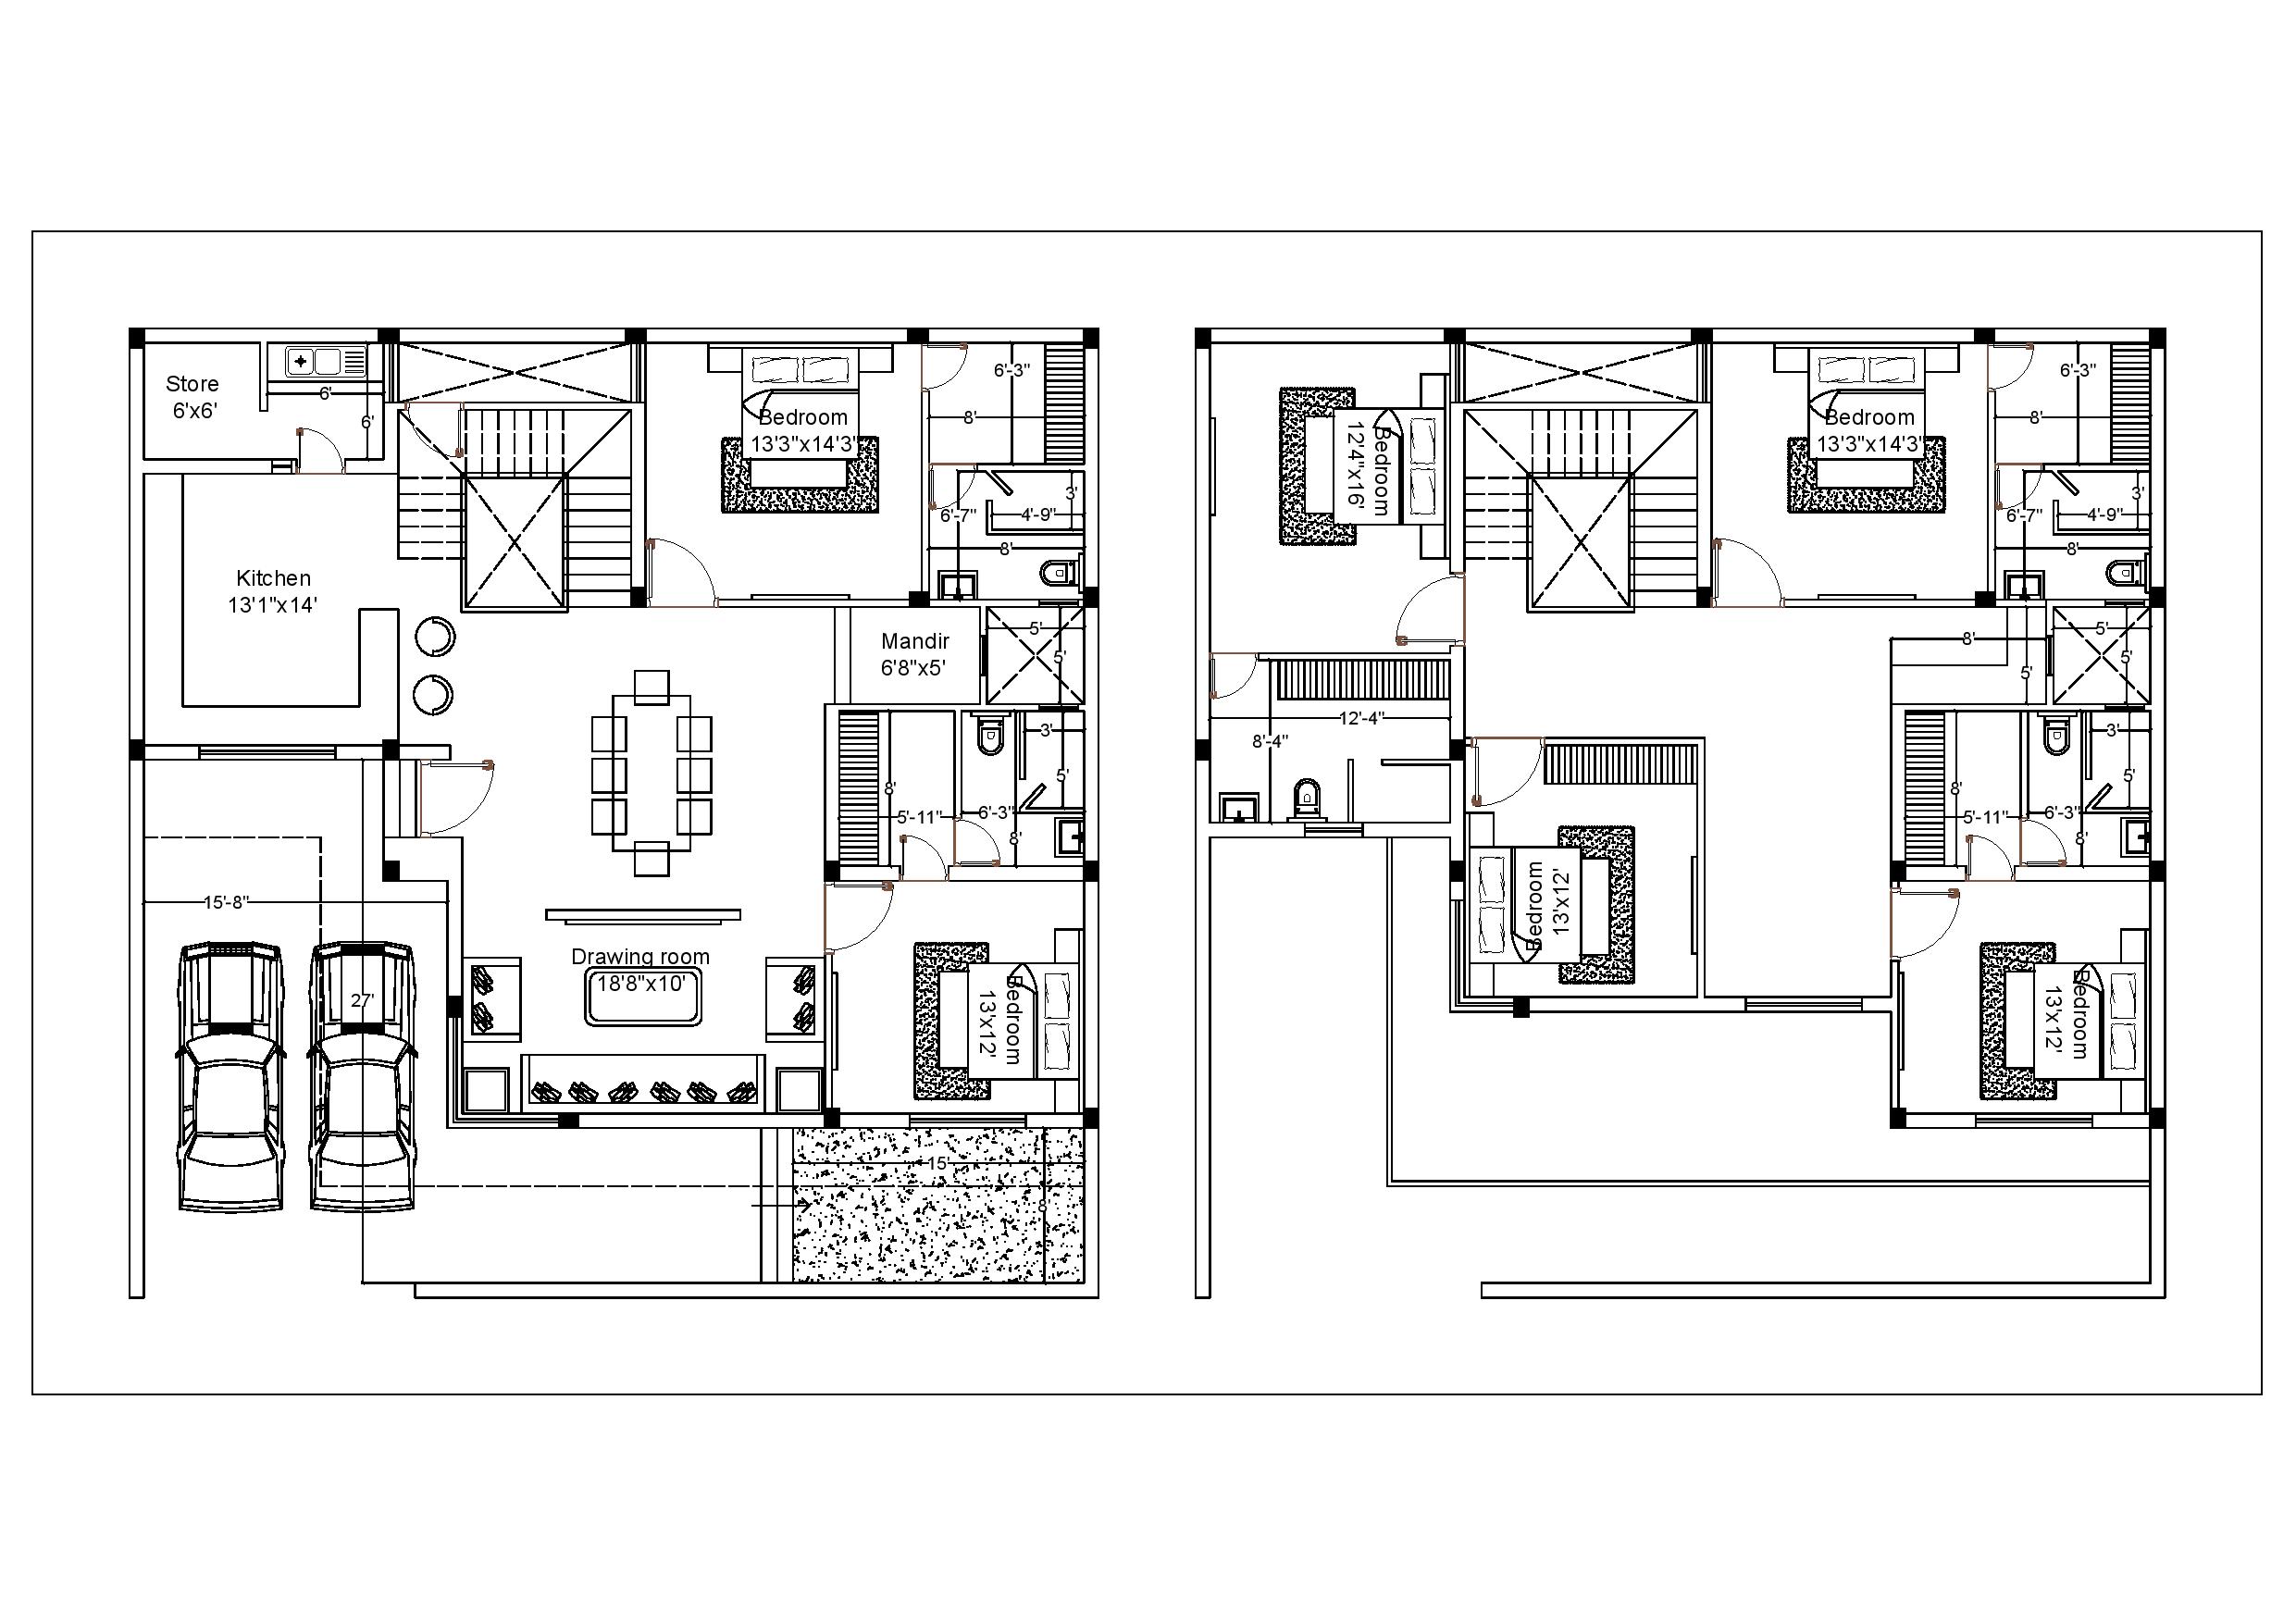 Store
6'x6'
6'
6'
Bedroom
13'3"x14'3"
6'-3"
8'
3'
6'-7"
4'-9"
8'
Kitchen
13'1"x14'
Mandir
6'8"x5'
5'
5'
3'
8'
5'
5'-11"
6'-3"
8'
15'-8"
Drawing room
18'8"x10'
27'
Bedroom
13'x12'
15'
8'
Bedroom
12'4"x16'
Bedroom
13'3"x14'3"
6'-3"
8'
3'
6'-7"
4'-9"
8'
8'
5'
5'
5'
12'-4"
8'-4"
3'
8'
5'
5'-11"
6'-3"
8'
Bedroom
13'x12'
Bedroom
13'x12'